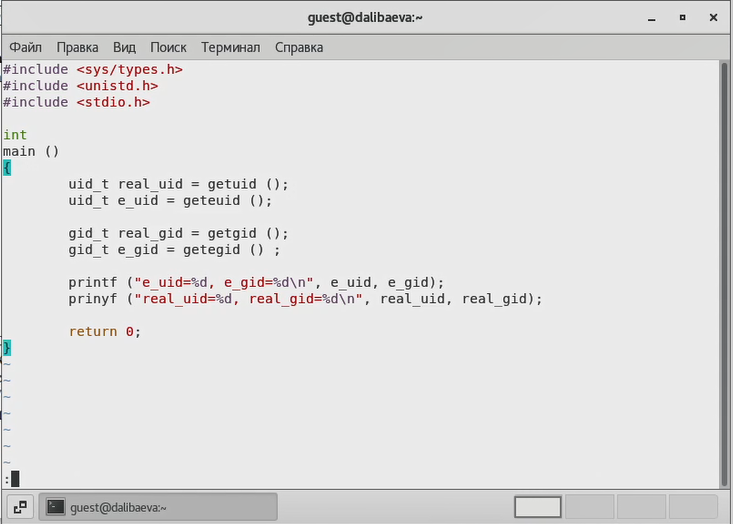 guest@dalibaeva:~
Файл Правка Вид Поиск Терминал Справка
#include <sys/types.h>
#include <unistd.h>
#include <stdio.h>
int
main ()
{
uid_t real_uid = getuid ();
uid_t e_uid = geteuid ();
gid_t real_gid = getgid ();
gid_t e_gid = getegid () ;
printf ("e_uid=%d, e_gid=%d\n", e_uid, e_gid);
prinyf ("real_uid=%d, real_gid=%d\n", real_uid, real_gid);
return 0;
}
~
~
~
~
~
~
~
:
guest@dalibaeva:~